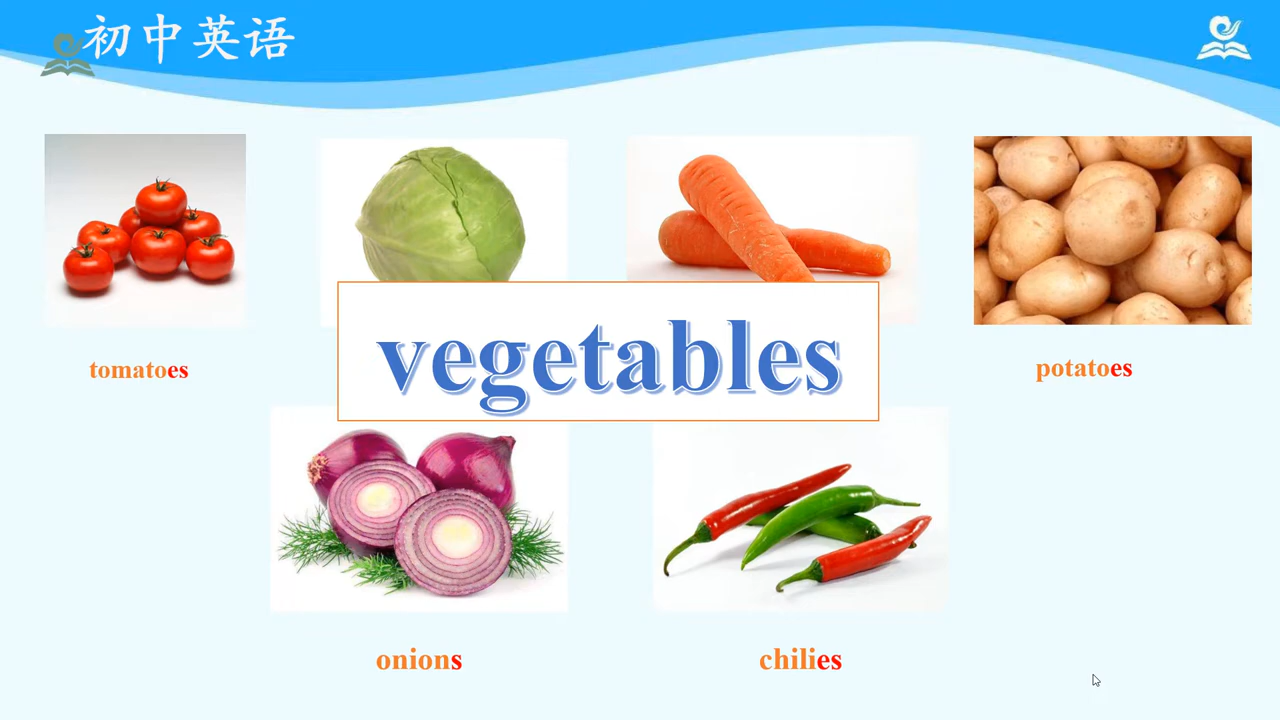 初中英语
vegetables
tomatoes
potatoes
onions
chilies